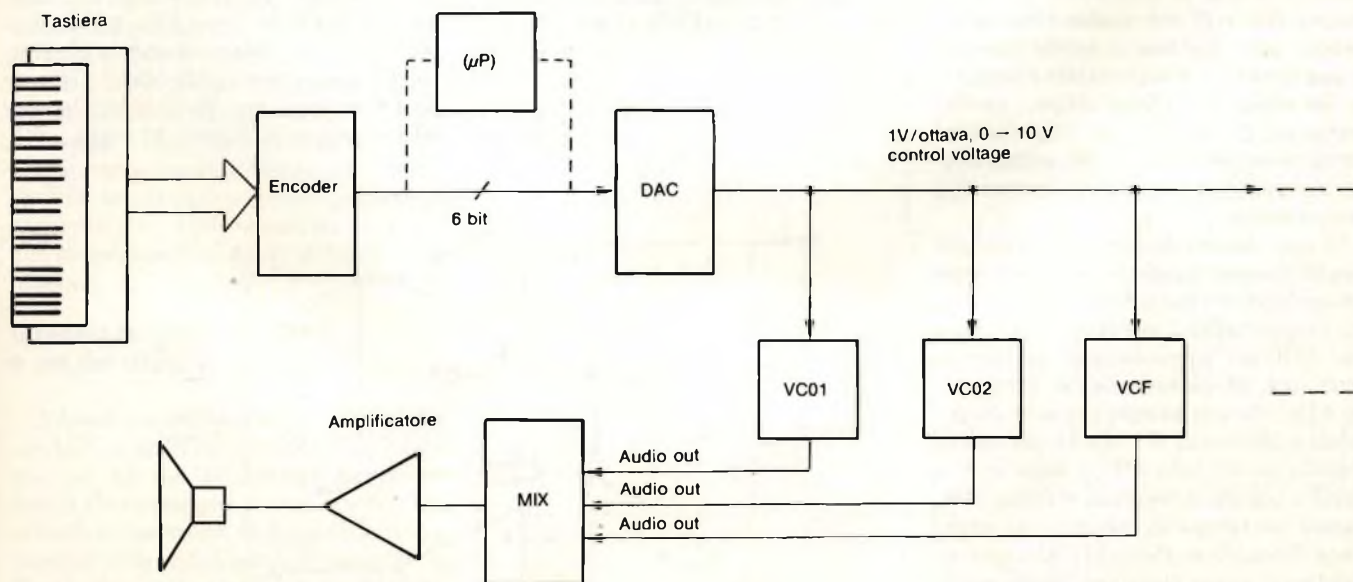 Tastiera
(µP)
Encoder
6 bit
DAC
1V/ottava, 0 — 10 V
control voltage
VC01
VC02
VCF
Amplificatore
MIX
Audio out
Audio out
Audio out